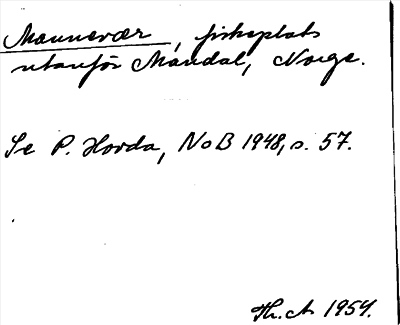 Mannevær, fiskeplats
utanför Mandal, Norge.
Se P. Hovda, NoB 1948, s. 57.
Th. A. 1954.